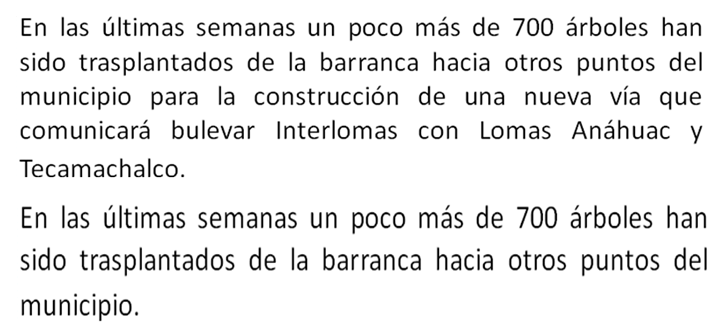 En las últimas semanas un poco más de 700 árboles han
sido trasplantados de la barranca hacia otros puntos del
municipio para la construcción de una nueva vía que
comunicará bulevar Interlomas con Lomas Anáhuac y
Tecamachalco.
En las últimas semanas un poco más de 700 árboles han
sido trasplantados de la barranca hacia otros puntos del
municipio.